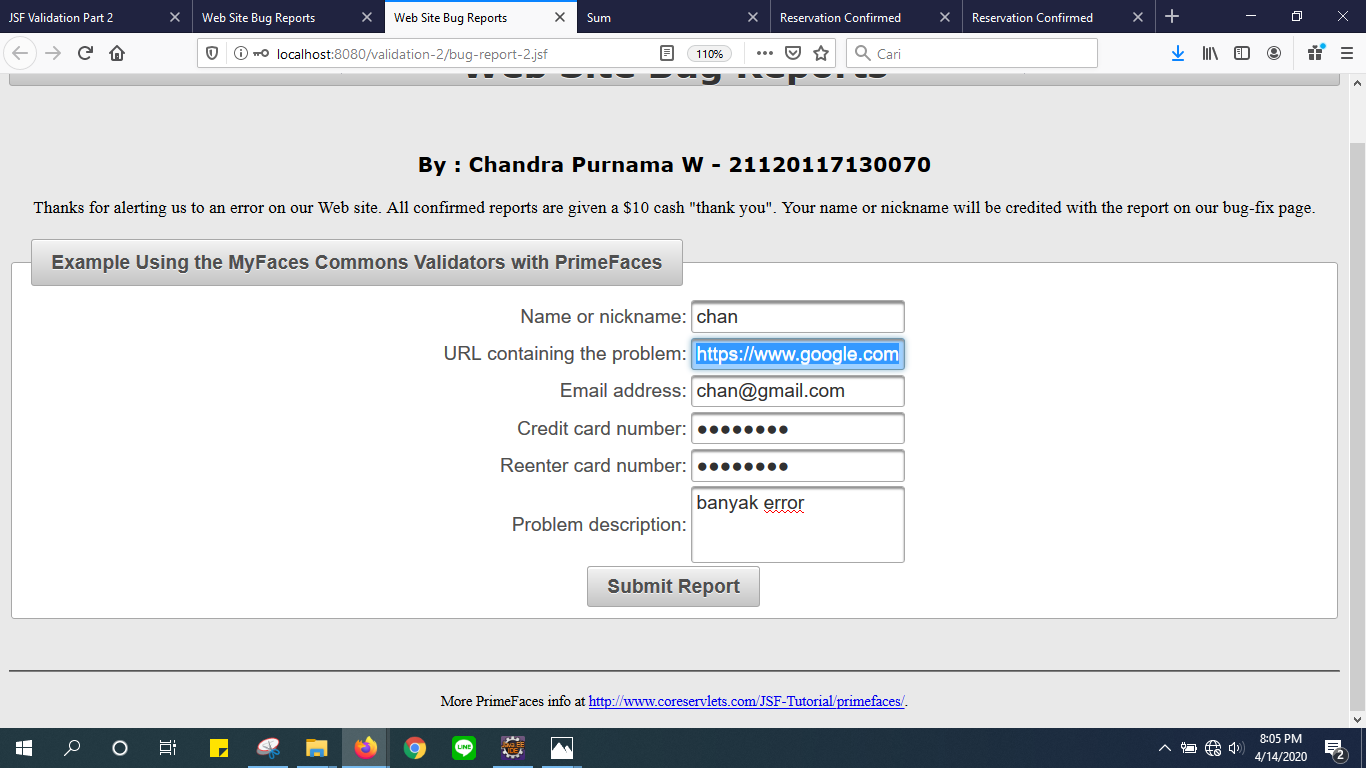 JSF Validation Part 2
Web Site Bug Reports
Web Site Bug Reports
Sum
Reservation Confirmed
Reservation Confirmed
localhost:8080/validation-2/bug-report-2.jsf
110%
Cari
Web Site Bug Reports
By : Chandra Purnama W - 21120117130070
Thanks for alerting us to an error on our Web site. All confirmed reports are given a $10 cash "thank you". Your name or nickname will be credited with the report on our bug-fix page.
Example Using the MyFaces Commons Validators with PrimeFaces
Name or nickname: chan
URL containing the problem: https://www.google.com
Email address: chan@gmail.com
Credit card number: ●●●●●●●●
Reenter card number: ●●●●●●●●
Problem description: banyak error
Submit Report
More PrimeFaces info at http://www.coreservlets.com/JSF-Tutorial/primefaces/.
LINE
8:05 PM
4/14/2020
2